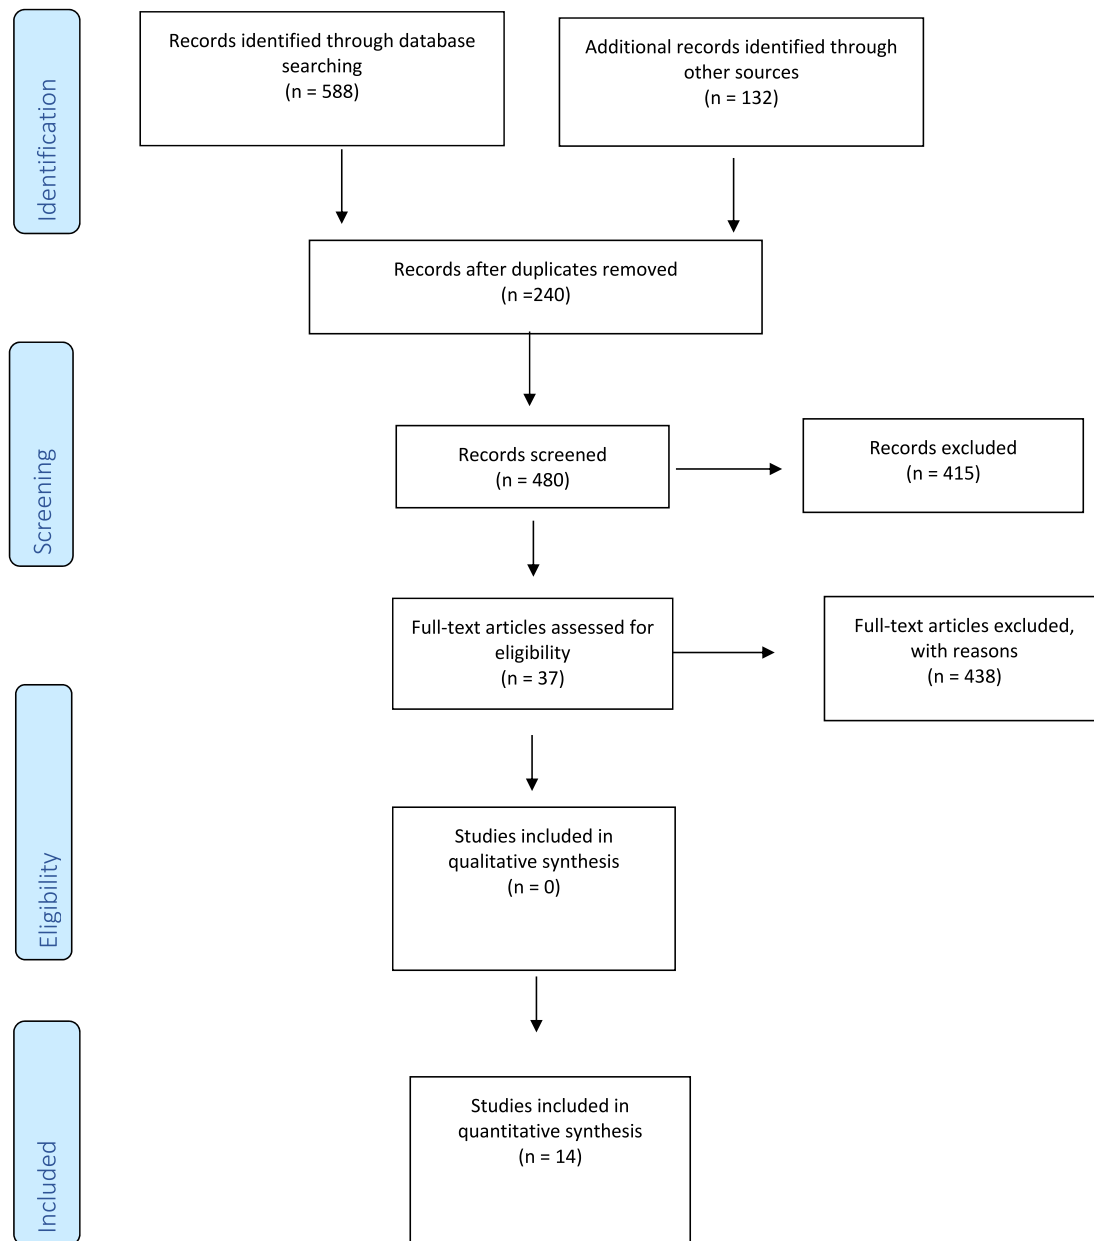 Identification
Records identified through database
searching
(n = 588)
Additional records identified through
other sources
(n = 132)
Records after duplicates removed
(n =240)
Screening
Records screened
(n = 480)
Records excluded
(n = 415)
Full-text articles assessed for
eligibility
(n = 37)
Full-text articles excluded,
with reasons
(n = 438)
Eligibility
Studies included in
qualitative synthesis
(n = 0)
Included
Studies included in
quantitative synthesis
(n = 14)